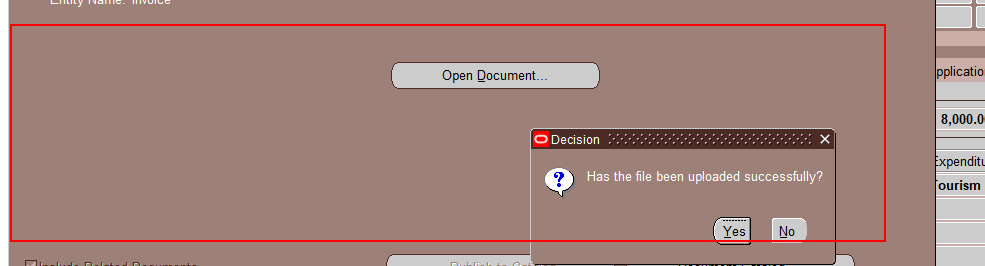 Entity Name: Invoice
Open Document...
pplicatio
Decision
8,000.0
Has the file been uploaded successfully?
Expenditu
Tourism
Yes
No
Include Related Documents
Publish to Catalog